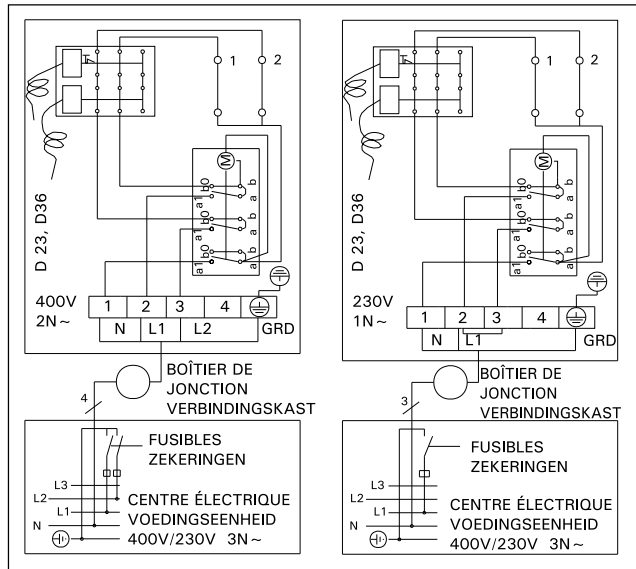 1
2
M
b0
b
a1
a
b0
b
a1
a
b0
b
a1
a
D 23, D36
400V
2N~
1 2 3 4
N L1 L2 GRD
4
BOÎTIER DE
JONCTION
VERBINDINGSKAST
FUSIBLES
ZEKERINGEN
L3
L2
L1
N
CENTRE ÉLECTRIQUE
VOEDINGSEENHEID
400V/230V 3N~
1
2
M
b0
b
a1
a
b0
b
a1
a
b0
b
a1
a
D 23, D36
230V
1N~
1 2 3 4
N L1 GRD
3
BOÎTIER DE
JONCTION
VERBINDINGSKAST
FUSIBLES
ZEKERINGEN
L3
L2
L1
N
CENTRE ÉLECTRIQUE
VOEDINGSEENHEID
400V/230V 3N~